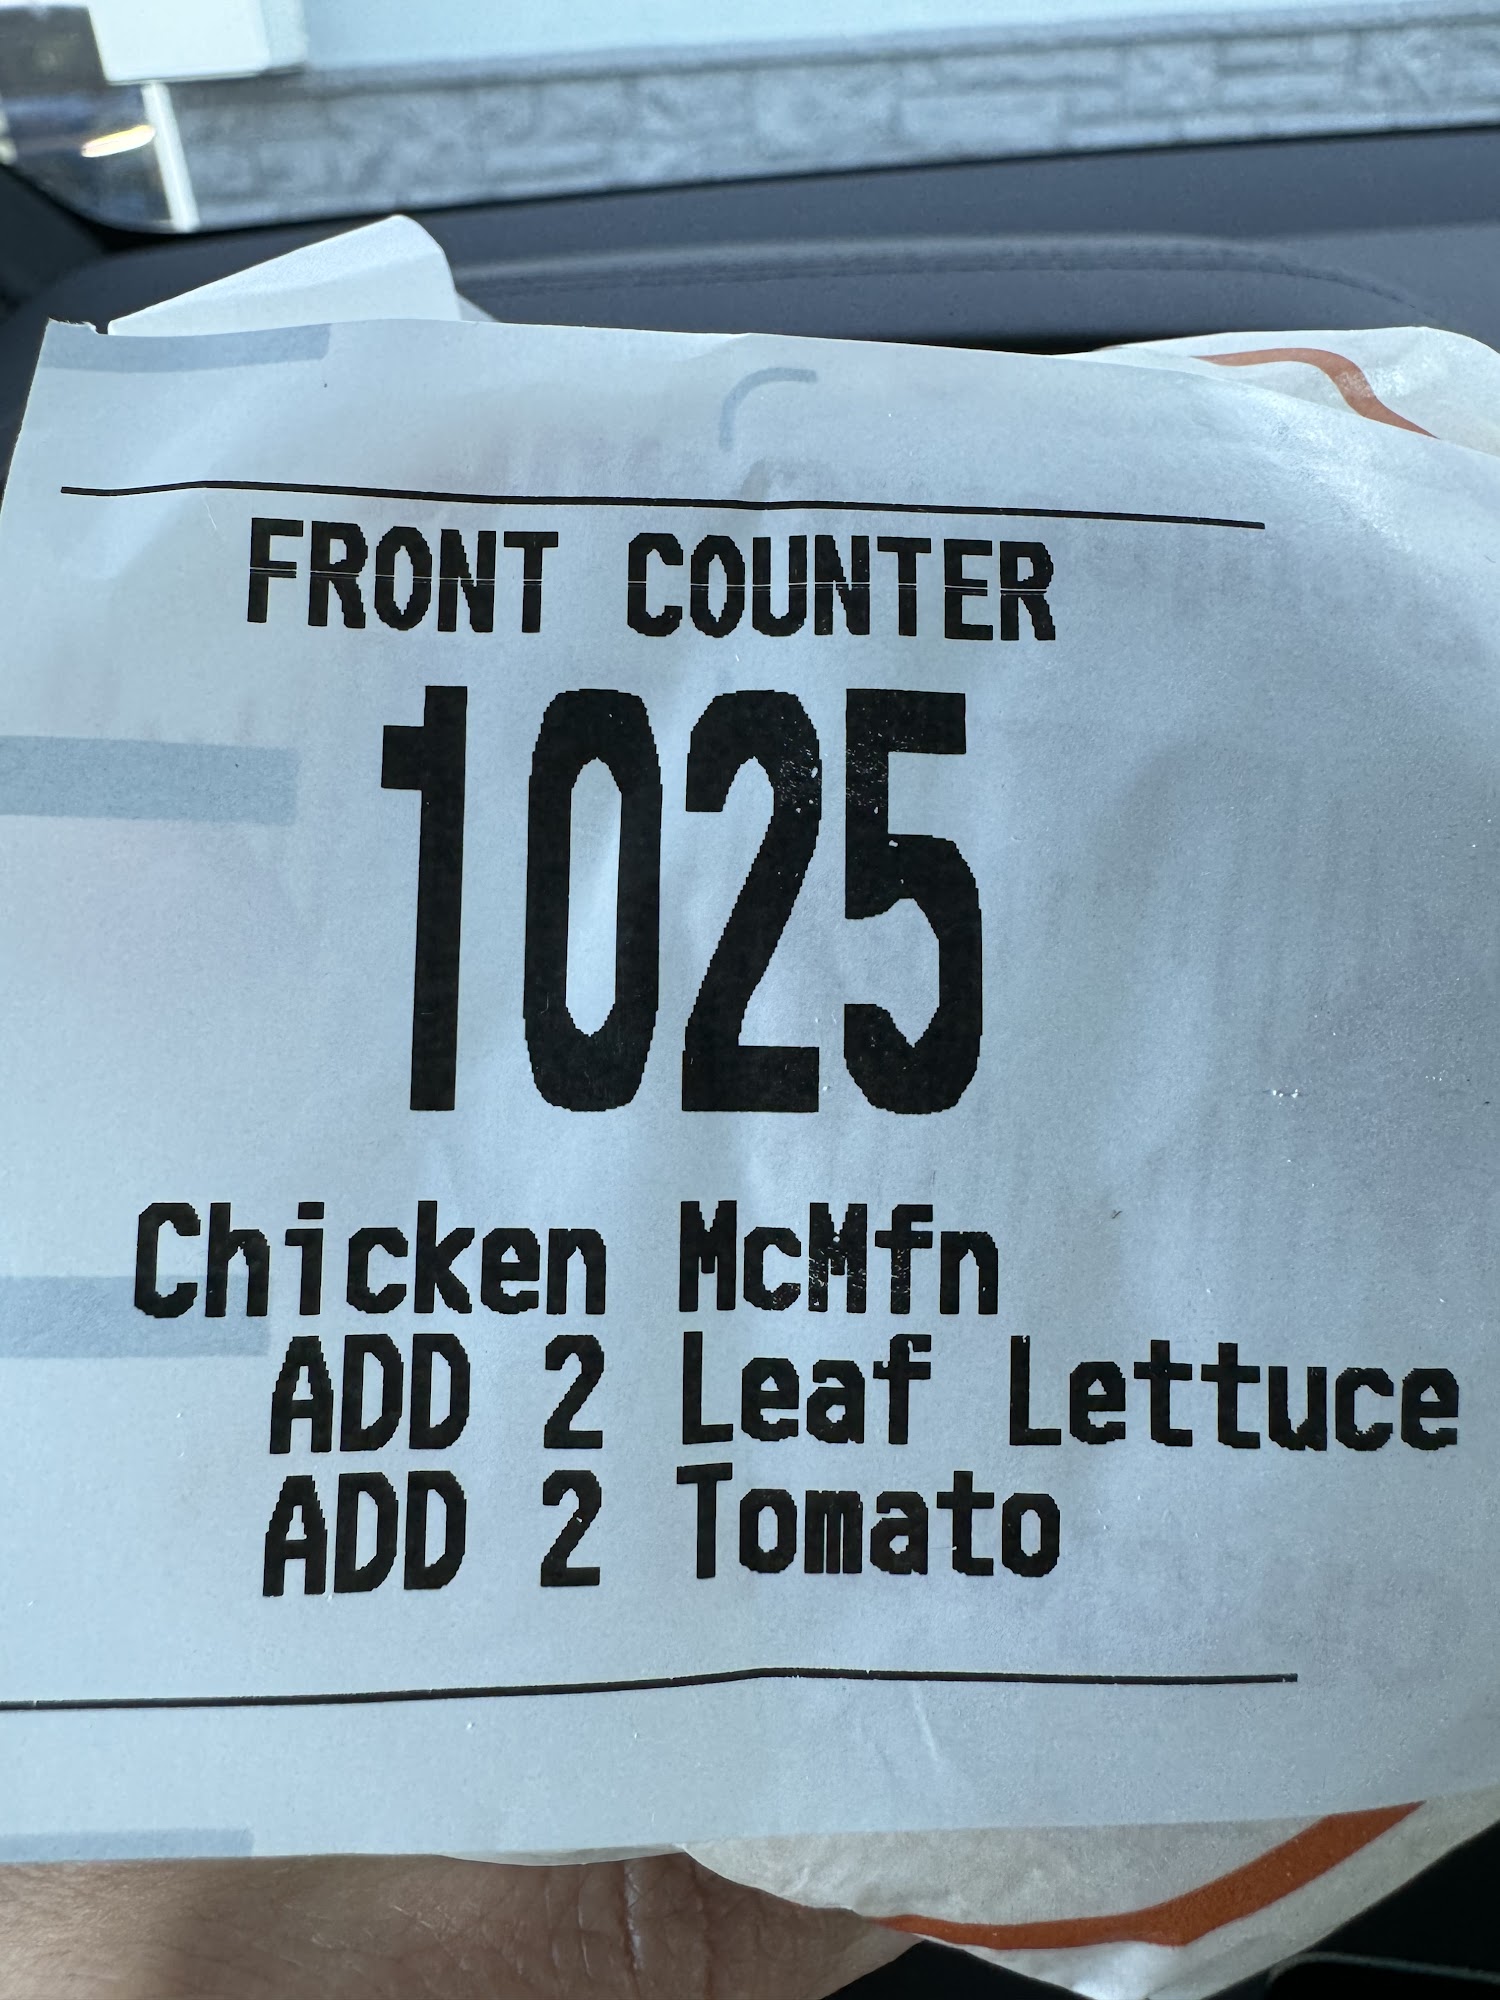 FRONT COUNTER
1025
Chicken McMfn
ADD 2 Leaf Lettuce
ADD 2 Tomato